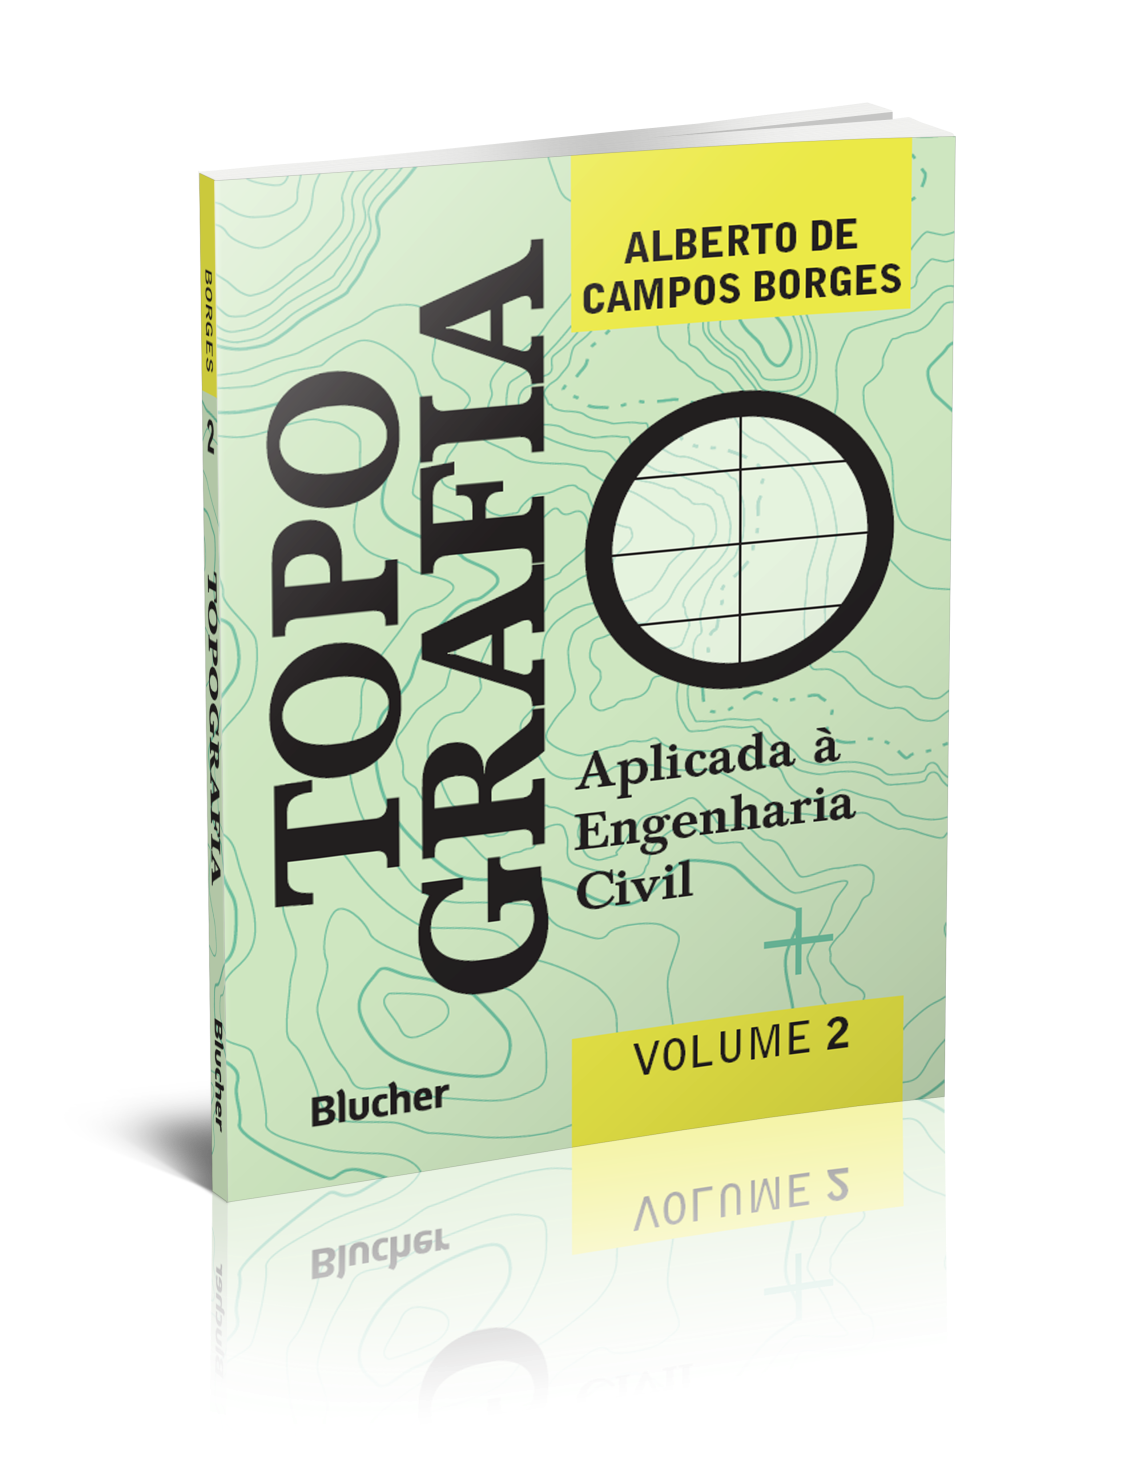 ALBERTO DE
CAMPOS BORGES
TOPO
GRAFIA
Aplicada à
Engenharia
Civil
VOLUME 2
Blucher
BORGES
2
TOPOGRAFIA
Blucher